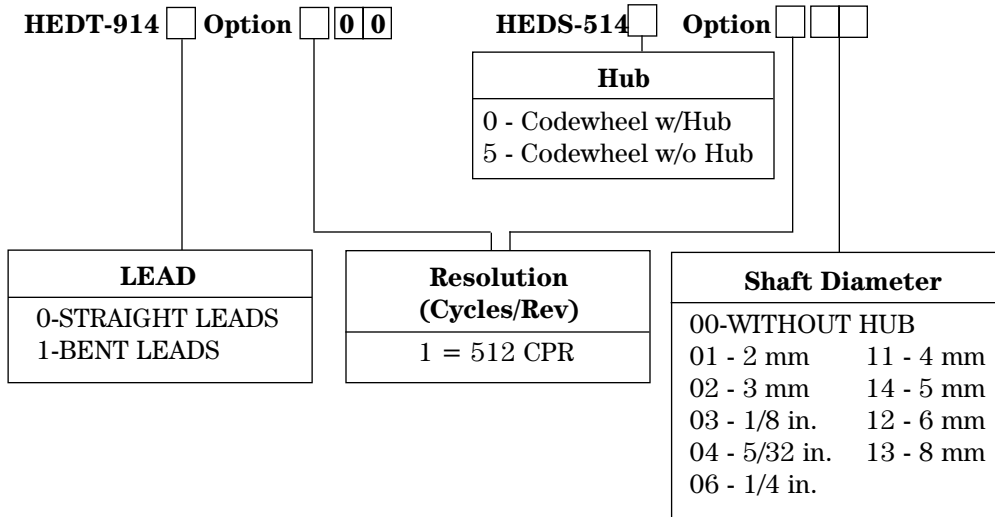 HEDT-914 Option 0 0
HEDS-514 Option
Hub
0 - Codewheel w/Hub
5 - Codewheel w/o Hub
LEAD
0-STRAIGHT LEADS
1-BENT LEADS
Resolution
(Cycles/Rev)
1 = 512 CPR
Shaft Diameter
00-WITHOUT HUB
01 - 2 mm 11 - 4 mm
02 - 3 mm 14 - 5 mm
03 - 1/8 in. 12 - 6 mm
04 - 5/32 in. 13 - 8 mm
06 - 1/4 in.